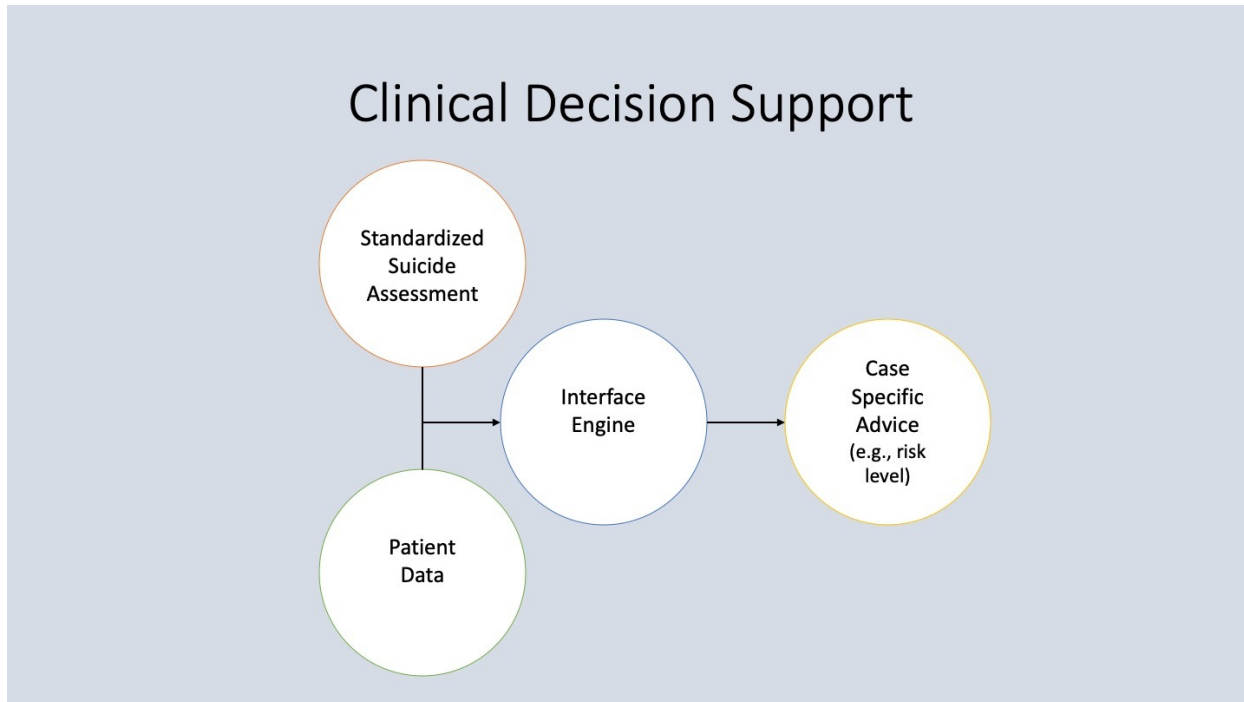 Clinical Decision Support
Standardized
Suicide
Assessment
Interface
Engine
Case
Specific
Advice
(e.g., risk
level)
Patient
Data